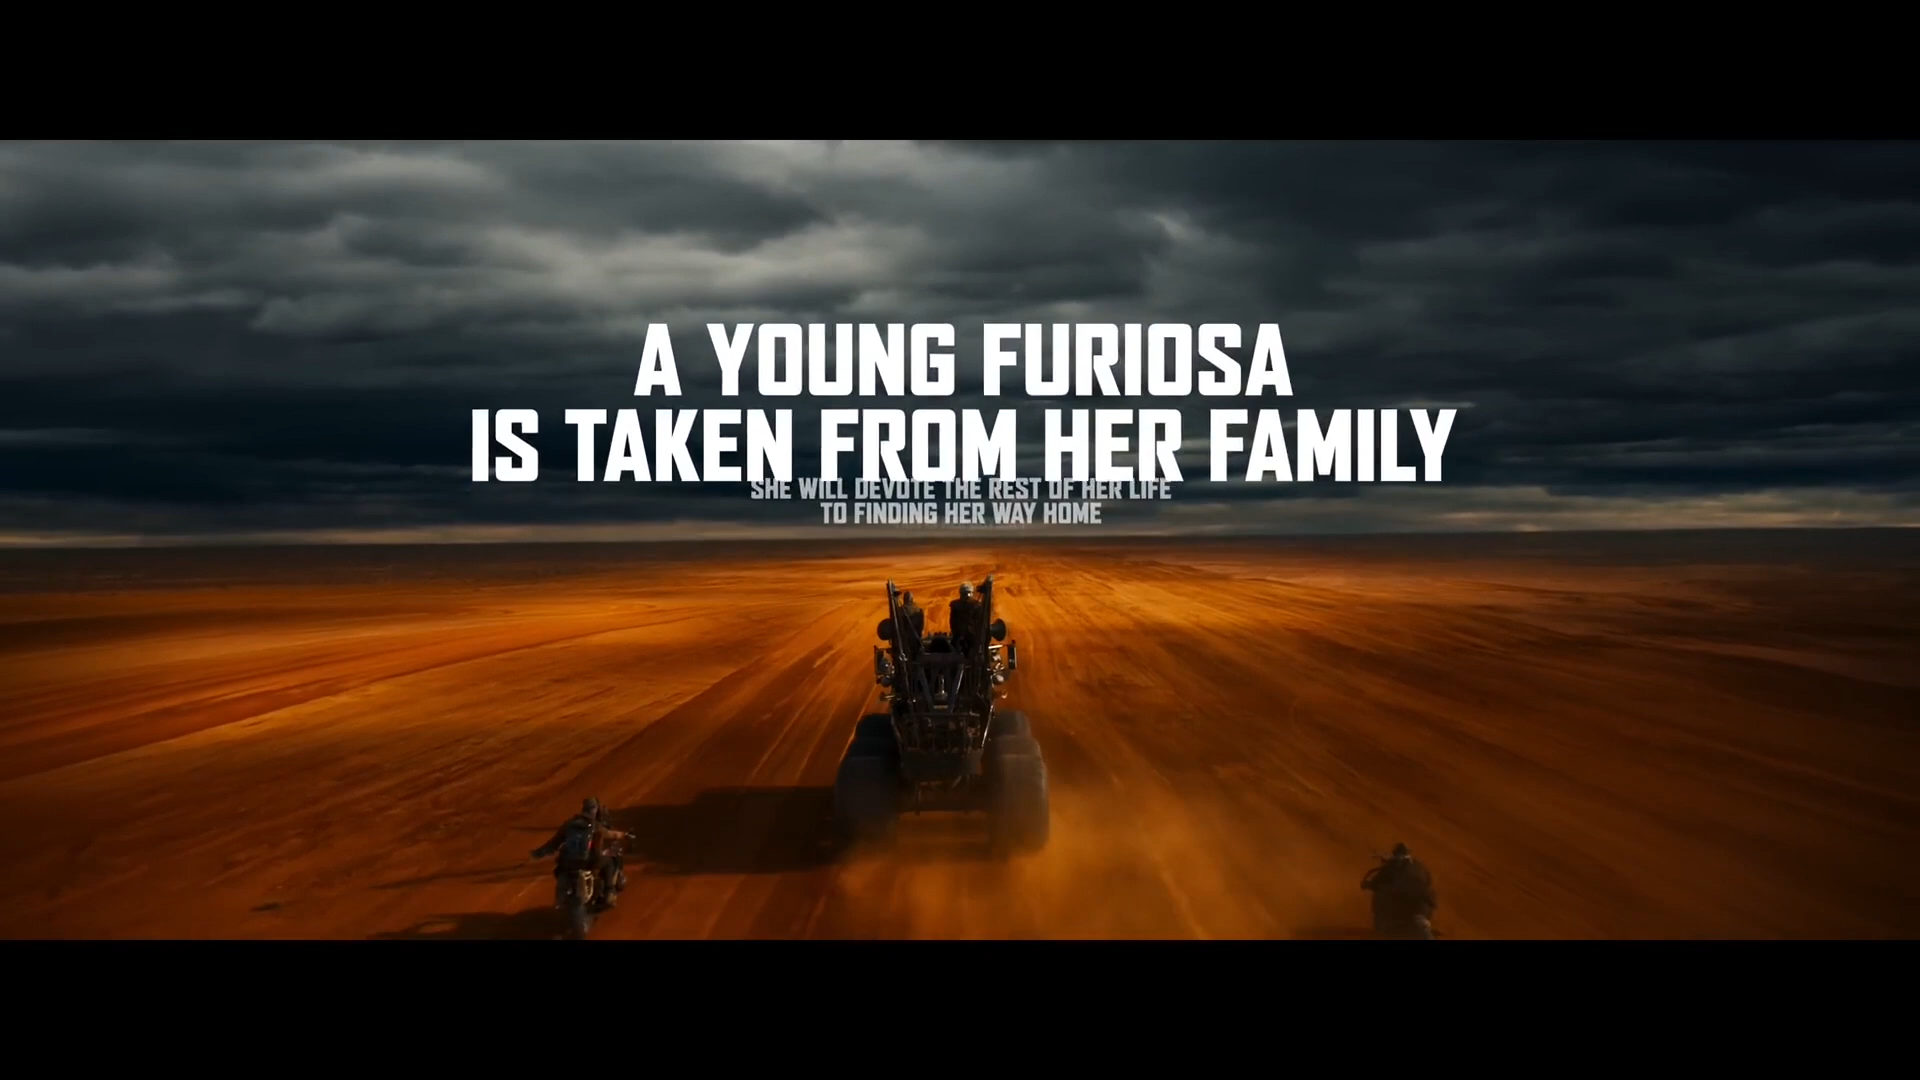 A YOUNG FURIOSA
IS TAKEN FROM HER FAMILY
SHE WILL DEVOTE THE REST OF HER LIFE
TO FINDING HER WAY HOME